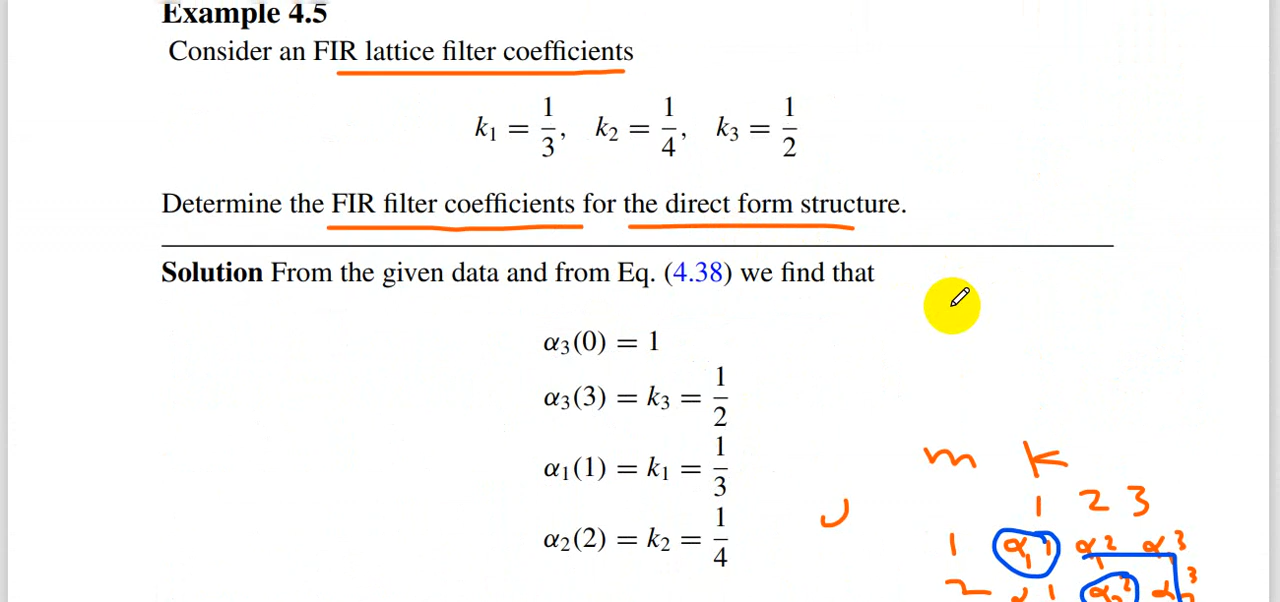 Example 4.5
Consider an FIR lattice filter coefficients
k₁ = 1/3, k₂ = 1/4, k₃ = 1/2
Determine the FIR filter coefficients for the direct form structure.
Solution From the given data and from Eq. (4.38) we find that
α₃(0) = 1
α₃(3) = k₃ = 1/2
α₁(1) = k₁ = 1/3
α₂(2) = k₂ = 1/4
m k
1 2 3
1
2